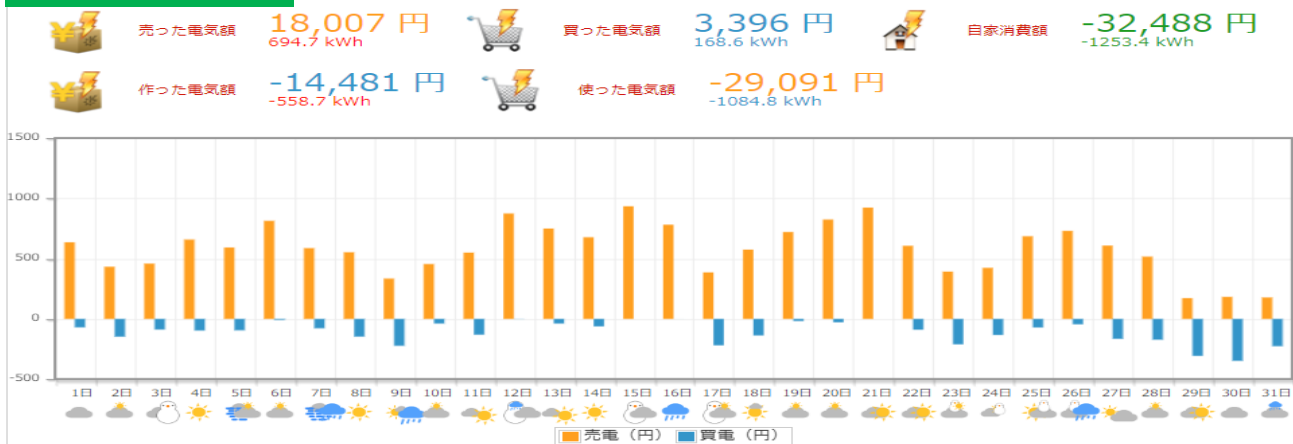 売った電気額 18,007 円 買った電気額 3,396 円 自家消費額 -32,488 円
694.7 kWh 168.6 kWh -1253.4 kWh
作った電気額 -14,481 円 使った電気額 -29,091 円
-558.7 kWh -1084.8 kWh
1500
1000
500
0
-500
1日 2日 3日 4日 5日 6日 7日 8日 9日 10日 11日 12日 13日 14日 15日 16日 17日 18日 19日 20日 21日 22日 23日 24日 25日 26日 27日 28日 29日 30日 31日
売電 (円) 買電 (円)